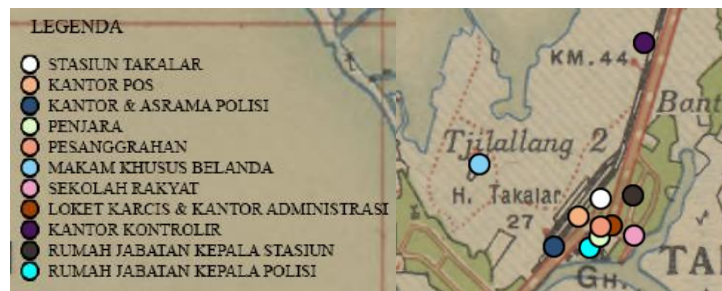 LEGENDA
STASIUN TAKALAR
KANTOR POS
KANTOR & ASRAMA POLISI
PENJARA
PESANGGRAHAN
MAKAM KHUSUS BELANDA
SEKOLAH RAKYAT
LOKET KARCIS & KANTOR ADMINISTRASI
KANTOR KONTROLIR
RUMAH JABATAN KEPALA STASIUN
RUMAH JABATAN KEPALA POLISI
KM.44
Bant
Tjilallang 2
H. Takalar
27
TA
GH.